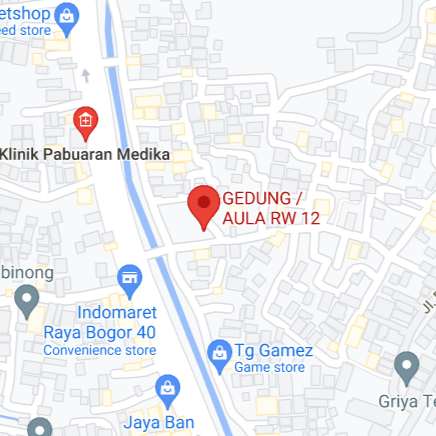 etshop
eed store
Klinik Pabuaran Medika
GEDUNG /
AULA RW 12
binong
Indomaret
Raya Bogor 40
Convenience store
Tg Gamez
Game store
Jl.
Griya Te
Jaya Ban